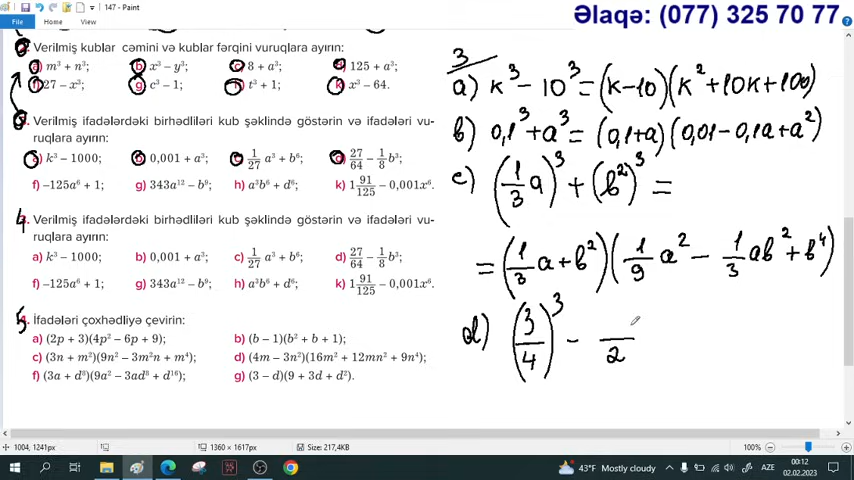 147 - Paint
Əlaqə: (077) 325 70 77
File Home View
Verilmiş kublar cəmini və kublar fərqini vuruqlara ayırın:
a) m³ + n³; b) x³ − y³; c) 8 + a³; d) 125 + a³;
f) 27 − x³; g) c³ − 1; h) t³ + 1; k) x³ − 64.
3. Verilmiş ifadələrdəki birhədliləri kub şəklində göstərin və ifadələri vu-
ruqlara ayırın:
a) k³ − 1000; b) 0,001 + a³; c) 1/27 a³ + b⁶; d) 27/64 − 1/8 b³;
f) −125a⁶ + 1; g) 343a¹² − b⁹; h) a³b⁶ + d⁶; k) 1 91/125 − 0,001x⁶.
4. Verilmiş ifadələrdəki birhədliləri kub şəklində göstərin və ifadələri vu-
ruqlara ayırın:
a) k³ − 1000; b) 0,001 + a³; c) 1/27 a³ + b⁶; d) 27/64 − 1/8 b³;
f) −125a⁶ + 1; g) 343a¹² − b⁹; h) a³b⁶ + d⁶; k) 1 91/125 − 0,001x⁶.
5. İfadələri çoxhədliyə çevirin:
a) (2p + 3)(4p² − 6p + 9); b) (b − 1)(b² + b + 1);
c) (3n + m²)(9n² − 3m²n + m⁴); d) (4m − 3n²)(16m² + 12mn² + 9n⁴);
f) (3a + d⁸)(9a² − 3ad⁸ + d¹⁶); g) (3 − d)(9 + 3d + d²).
3
a) k³ − 10³ = (k−10)(k² + 10k + 100)
b) 0,1³ + a³ = (0,1+a)(0,01 − 0,1a + a²)
c) (1/3 a)³ + (b²)³ =
= (1/3 a + b²)(1/9 a² − 1/3 ab² + b⁴)
d) (3/4)³ − /2
1004, 1241px 1360 × 1617px Size: 217,4KB 100%
43°F Mostly cloudy AZE 00:12
02.02.2023